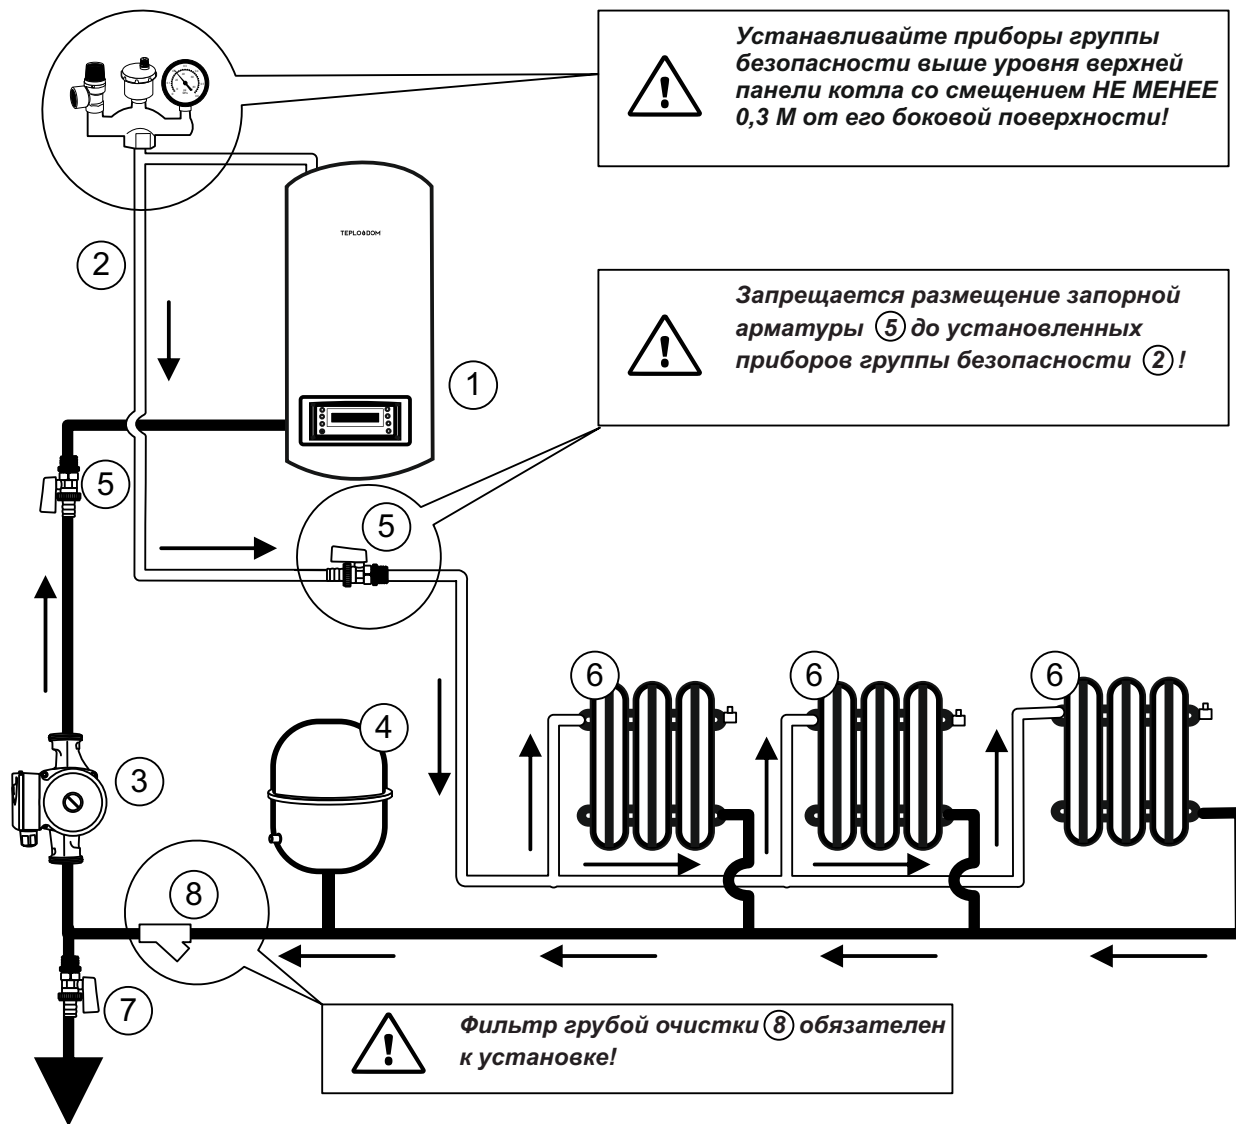 Устанавливайте приборы группы
безопасности выше уровня верхней
панели котла со смещением НЕ МЕНЕЕ
0,3 М от его боковой поверхности!
TEPLODOM
2
Запрещается размещение запорной
арматуры 5 до установленных
приборов группы безопасности 2 !
1
5
5
6
6
6
4
3
8
7
Фильтр грубой очистки 8 обязателен
к установке!